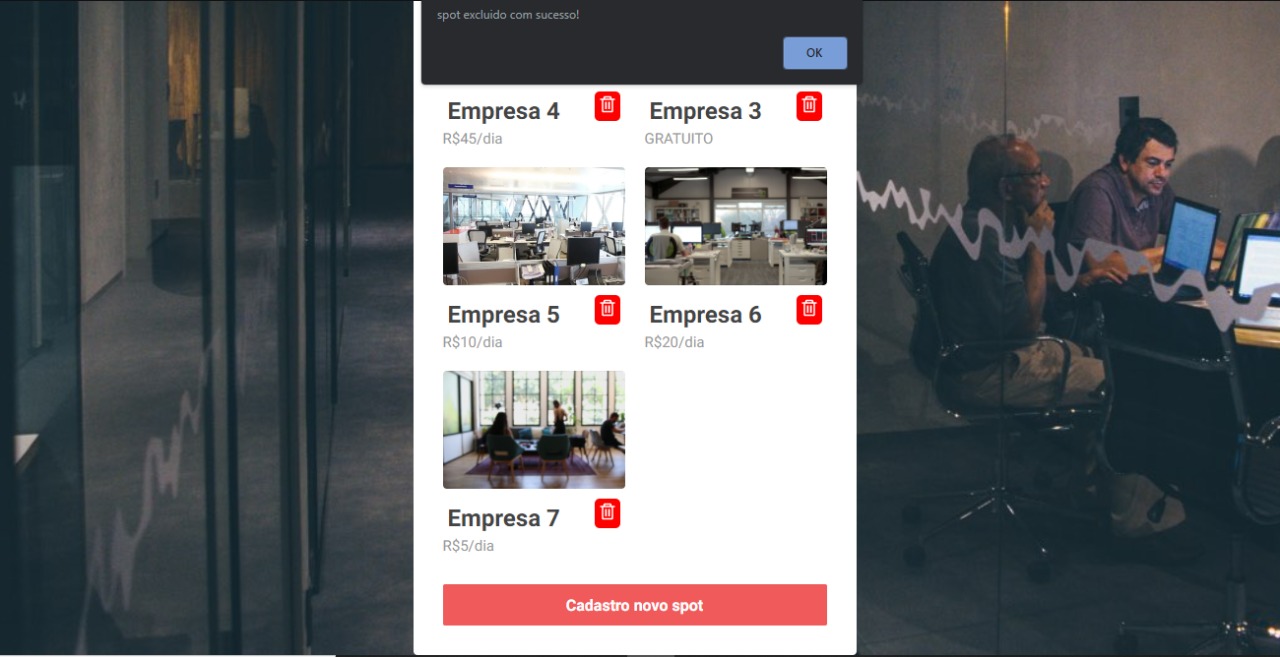 spot excluido com sucesso!
OK
Empresa 4
Empresa 3
R$45/dia
GRATUITO
Empresa 5
Empresa 6
R$10/dia
R$20/dia
Empresa 7
R$5/dia
Cadastro novo spot